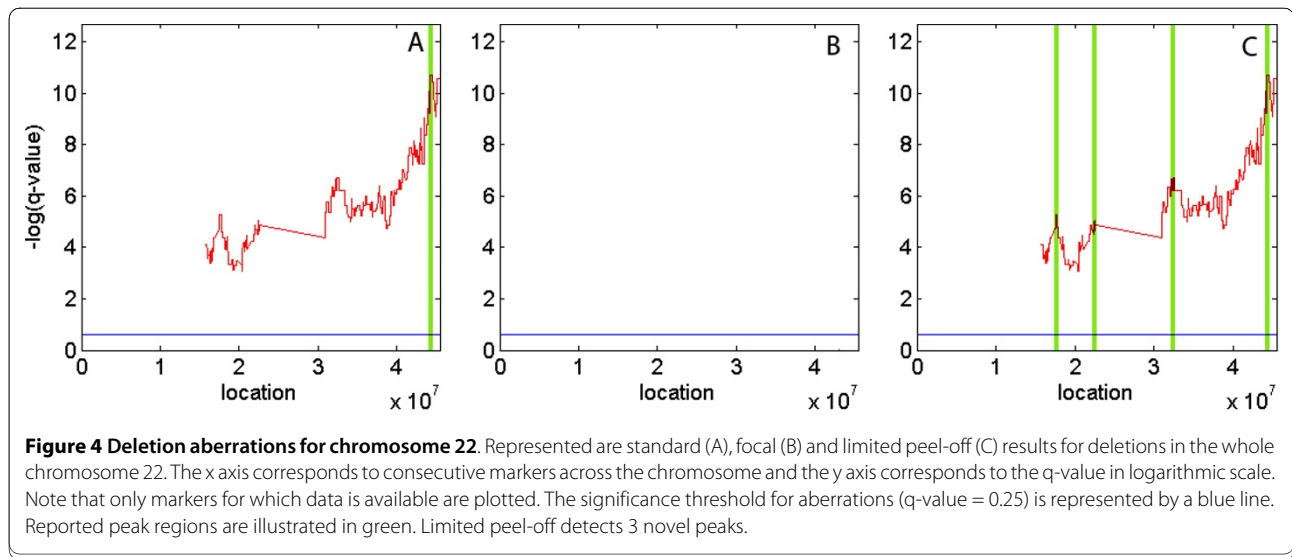 A
B
C
-log(q-value)
12
10
8
6
4
2
0
0 1 2 3 4
location
x 10^7
12
10
8
6
4
2
0
0 1 2 3 4
location
x 10^7
12
10
8
6
4
2
0
0 1 2 3 4
location
x 10^7
Figure 4 Deletion aberrations for chromosome 22. Represented are standard (A), focal (B) and limited peel-off (C) results for deletions in the whole
chromosome 22. The x axis corresponds to consecutive markers across the chromosome and the y axis corresponds to the q-value in logarithmic scale.
Note that only markers for which data is available are plotted. The significance threshold for aberrations (q-value = 0.25) is represented by a blue line.
Reported peak regions are illustrated in green. Limited peel-off detects 3 novel peaks.